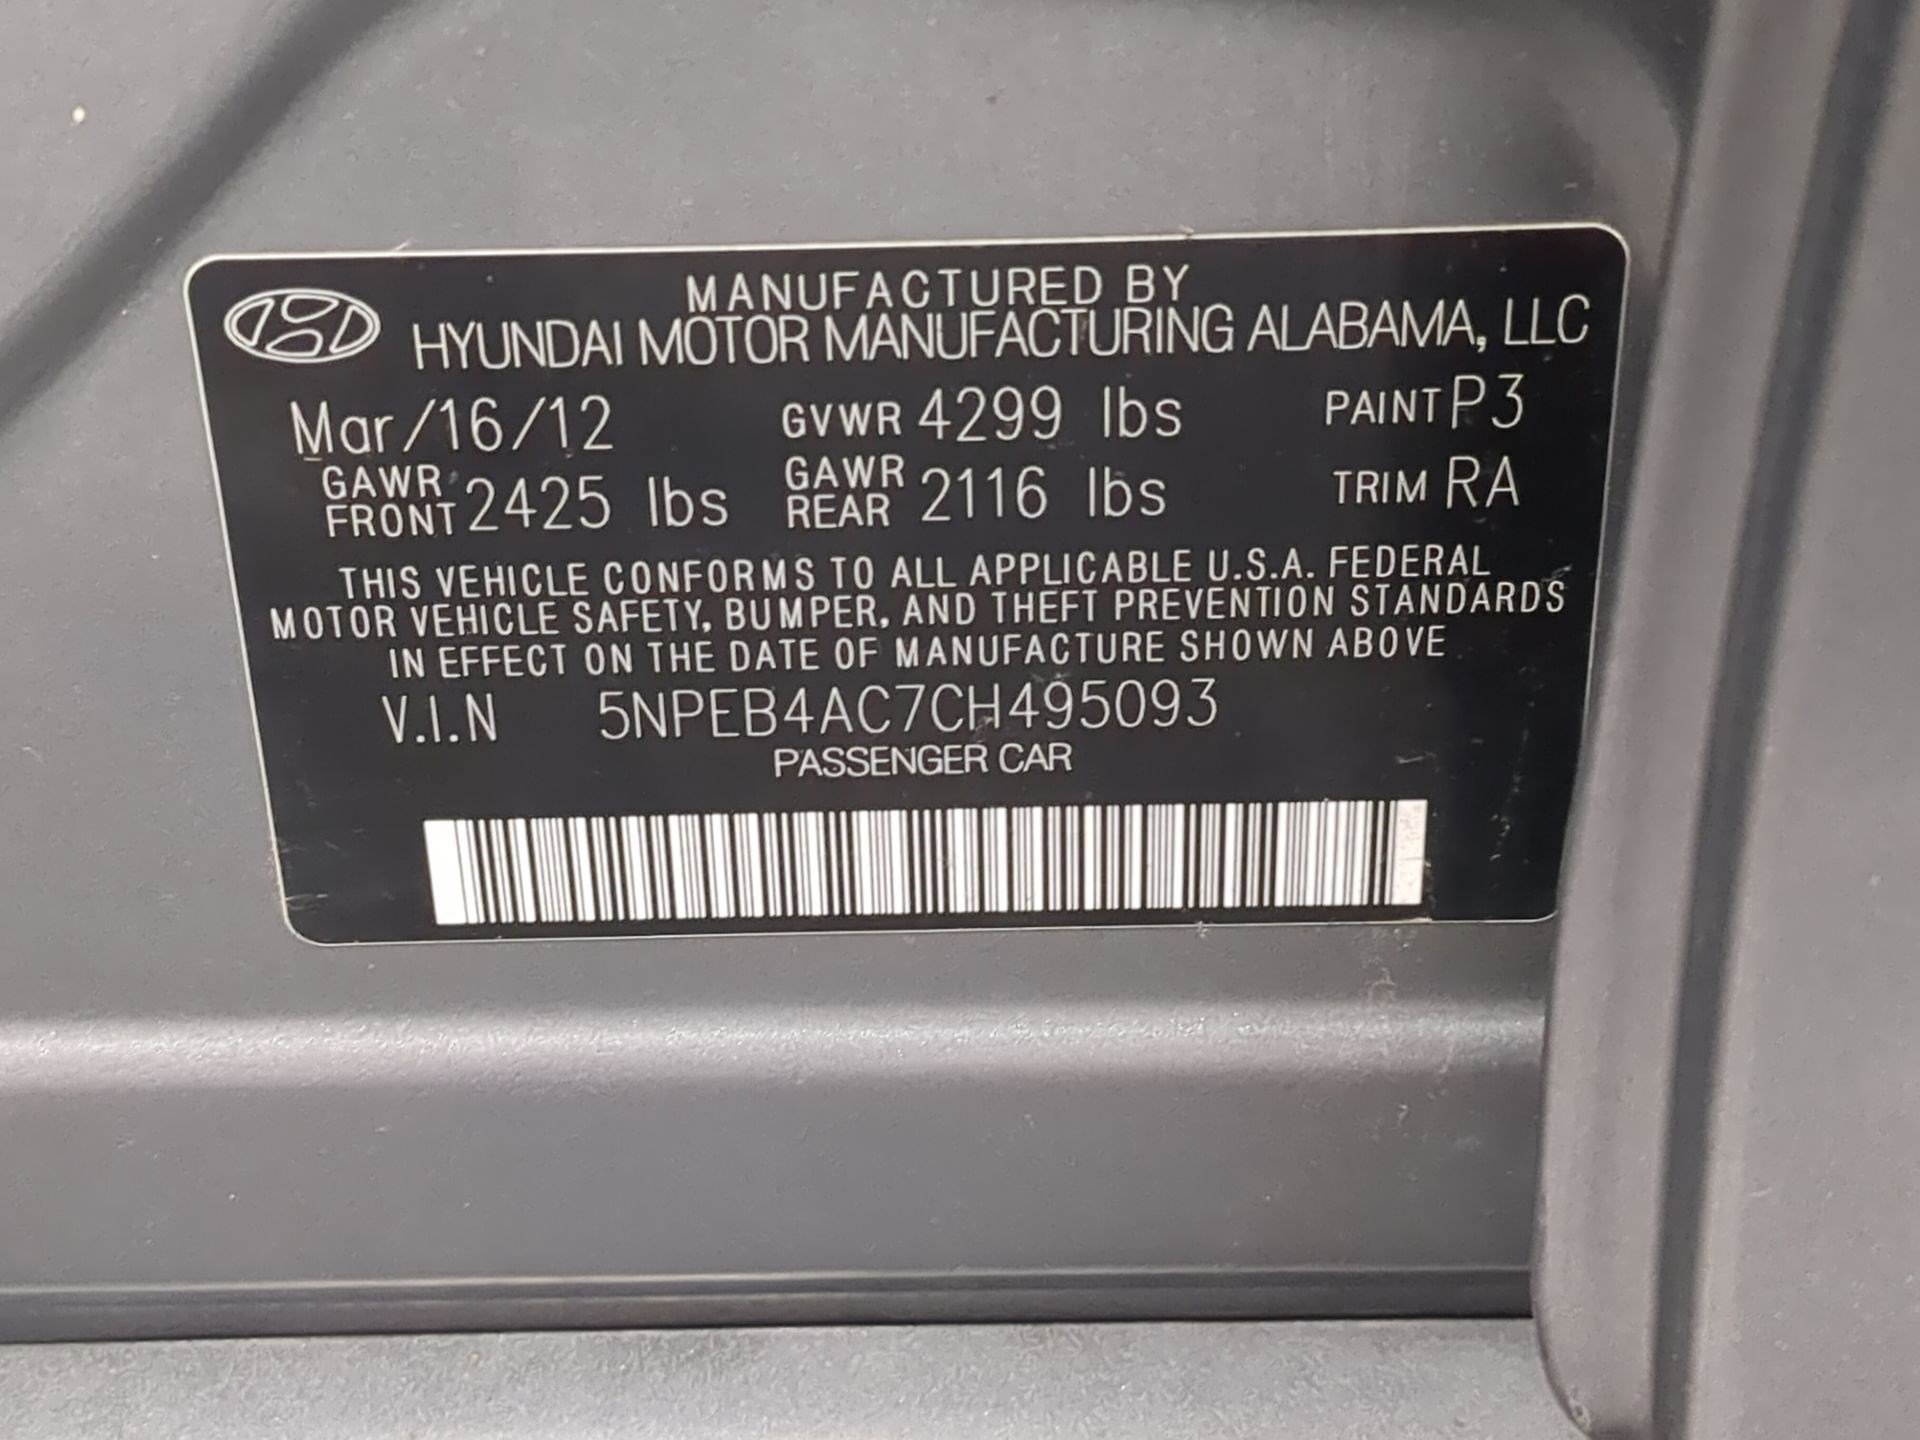 MANUFACTURED BY
HYUNDAI MOTOR MANUFACTURING ALABAMA, LLC
Mar/16/12 GVWR 4299 lbs PAINT P3
GAWR FRONT 2425 lbs GAWR REAR 2116 lbs TRIM RA
THIS VEHICLE CONFORMS TO ALL APPLICABLE U.S.A. FEDERAL
MOTOR VEHICLE SAFETY, BUMPER, AND THEFT PREVENTION STANDARDS
IN EFFECT ON THE DATE OF MANUFACTURE SHOWN ABOVE
V.I.N 5NPEB4AC7CH495093
PASSENGER CAR